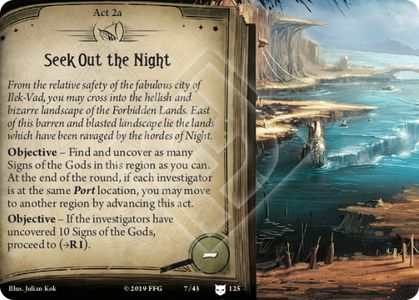 Act 2a
Seek Out the Night
From the relative safety of the fabulous city of
Ilek-Vad, you may cross into the hellish and
bizarre landscape of the Forbidden Lands. East
of this barren and blasted landscape lie the lands
which have been ravaged by the hordes of Night.
Objective – Find and uncover as many
Signs of the Gods in this region as you can.
At the end of the round, if each investigator
is at the same Port location, you may move
to another region by advancing this act.
Objective – If the investigators have
uncovered 10 Signs of the Gods,
proceed to (→R1).
–
Illus. Julian Kok © 2019 FFG 7/43 125